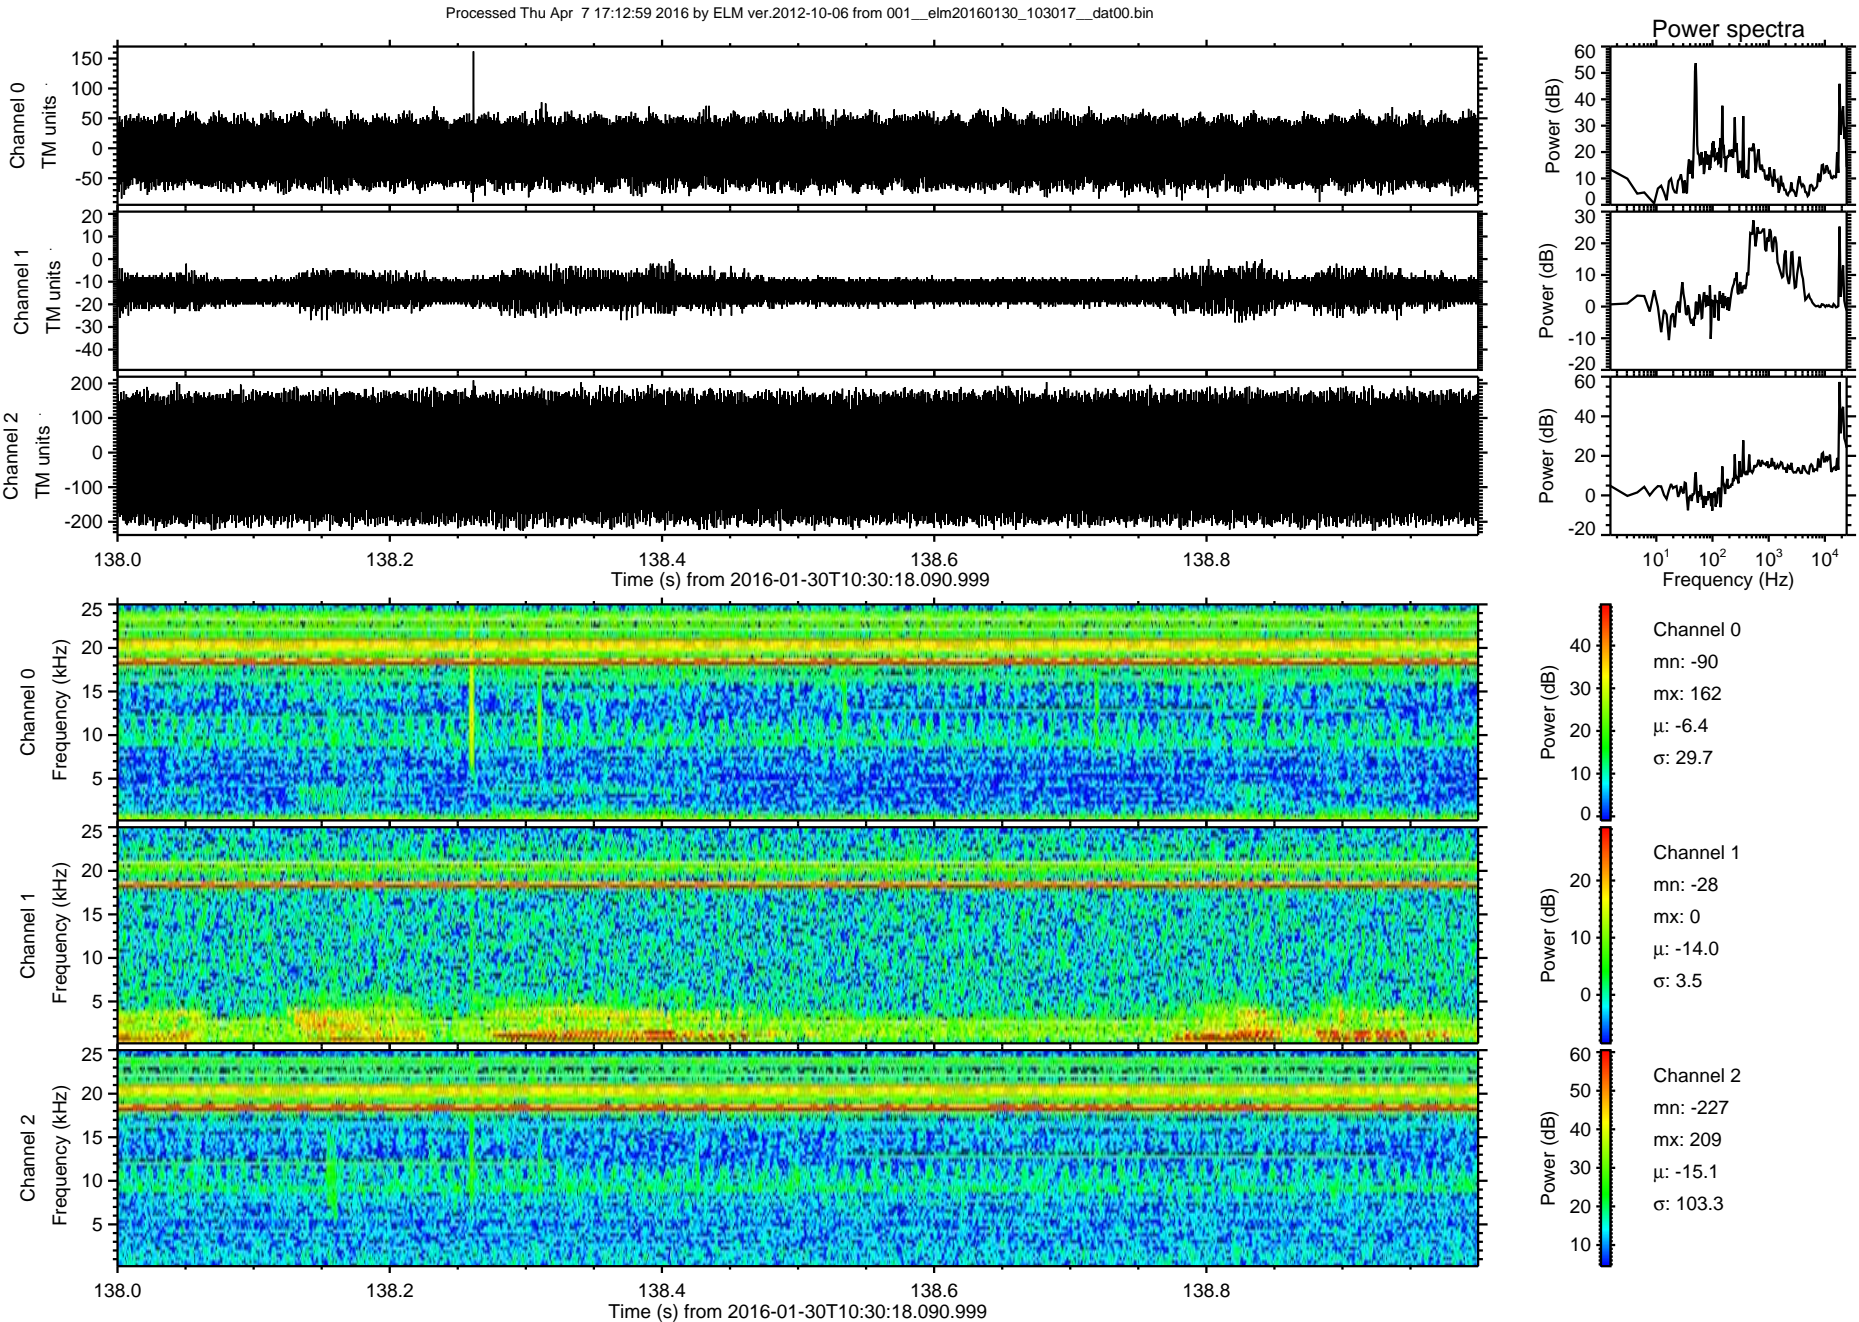 Processed Thu Apr 7 17:12:59 2016 by ELM ver.2012-10-06 from 001__elm20160130_103017__dat00.bin
Power spectra
Channel 0
TM units
150
100
50
0
-50
Power (dB)
60
50
40
30
20
10
0
Channel 1
TM units
20
10
0
-10
-20
-30
-40
Power (dB)
30
20
10
0
-10
-20
Channel 2
TM units
200
100
0
-100
-200
Power (dB)
60
40
20
0
-20
138.0 138.2 138.4 138.6 138.8
Time (s) from 2016-01-30T10:30:18.090.999
10¹ 10² 10³ 10⁴
Frequency (Hz)
Channel 0
Frequency (kHz)
25
20
15
10
5
Power (dB)
40
30
20
10
0
Channel 0
mn: -90
mx: 162
μ: -6.4
σ: 29.7
Channel 1
Frequency (kHz)
25
20
15
10
5
Power (dB)
20
10
0
Channel 1
mn: -28
mx: 0
μ: -14.0
σ: 3.5
Channel 2
Frequency (kHz)
25
20
15
10
5
Power (dB)
60
50
40
30
20
10
Channel 2
mn: -227
mx: 209
μ: -15.1
σ: 103.3
138.0 138.2 138.4 138.6 138.8
Time (s) from 2016-01-30T10:30:18.090.999